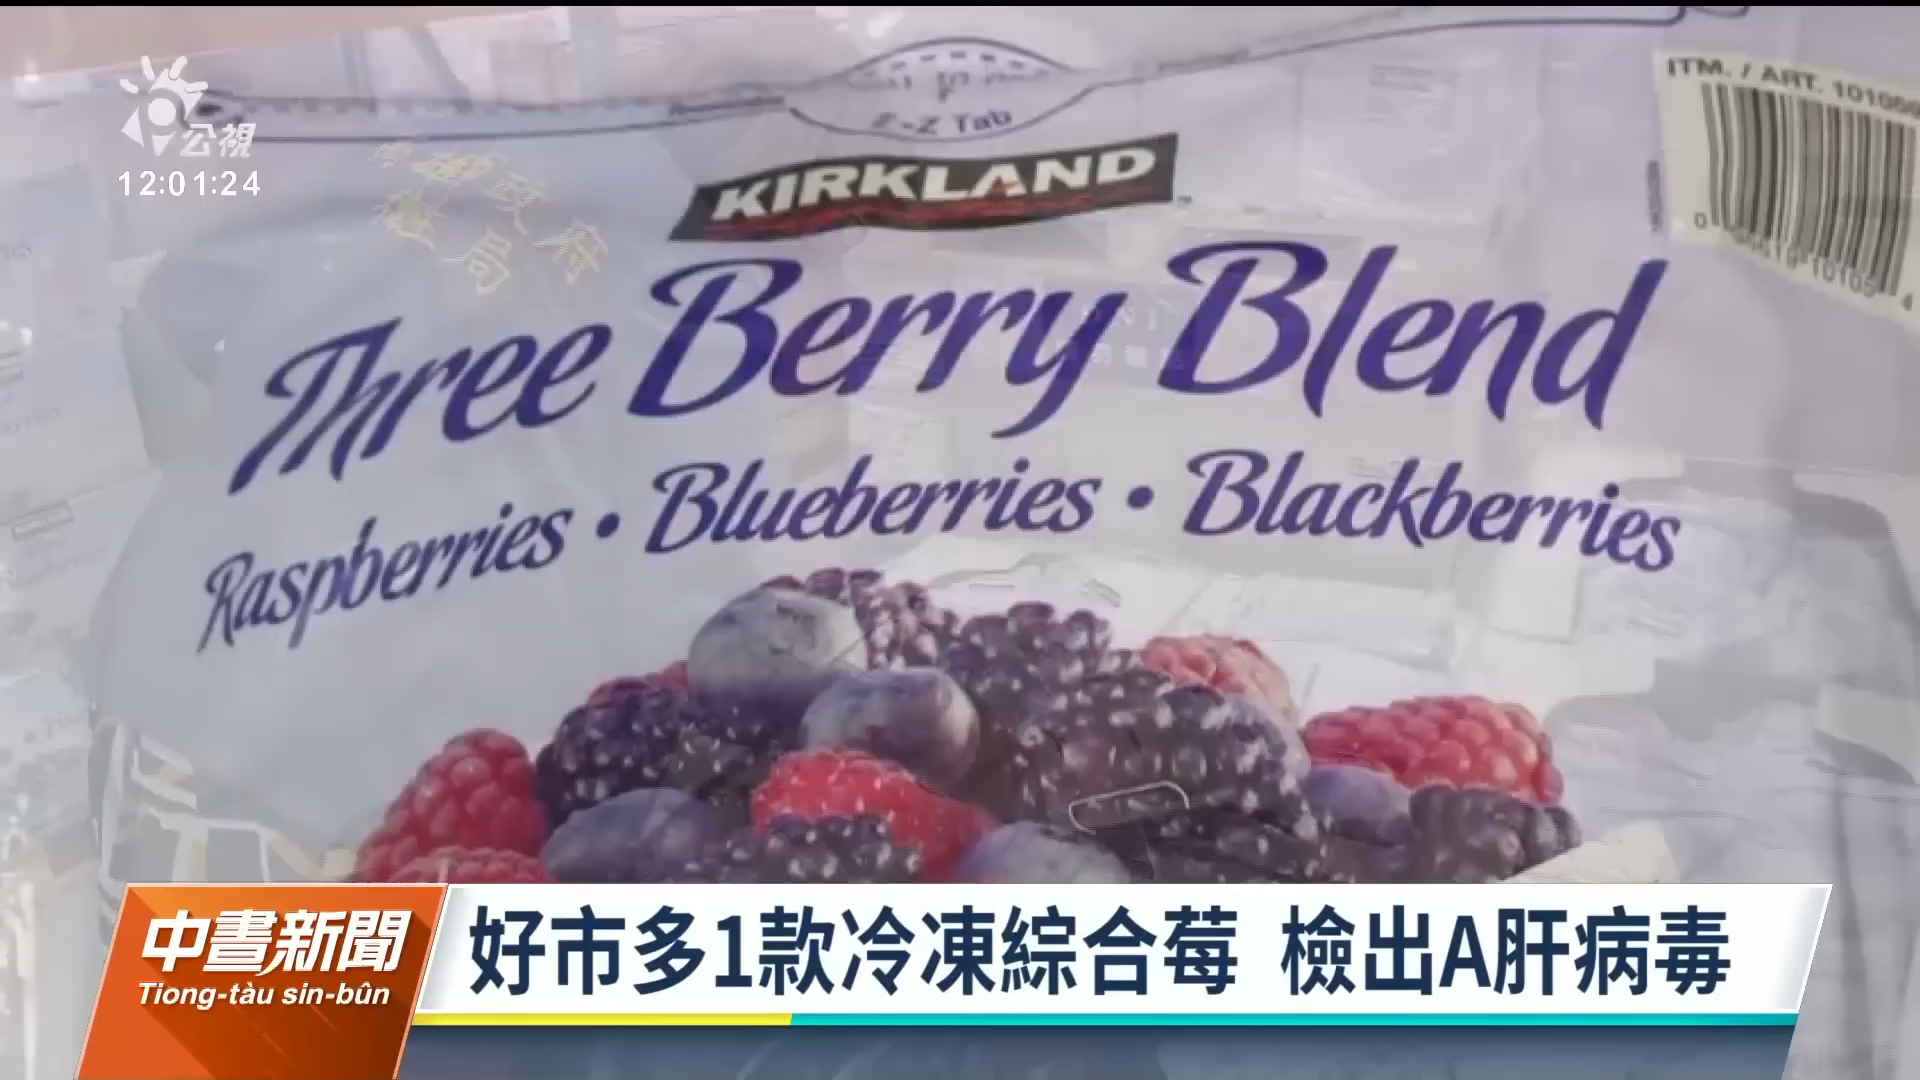 公視
12:01:24
ITM. / ART.
E-Z Tab
KIRKLAND
Three Berry Blend
Raspberries • Blueberries • Blackberries
中晝新聞
Tiong-tàu sin-bûn
好市多1款冷凍綜合莓 檢出A肝病毒